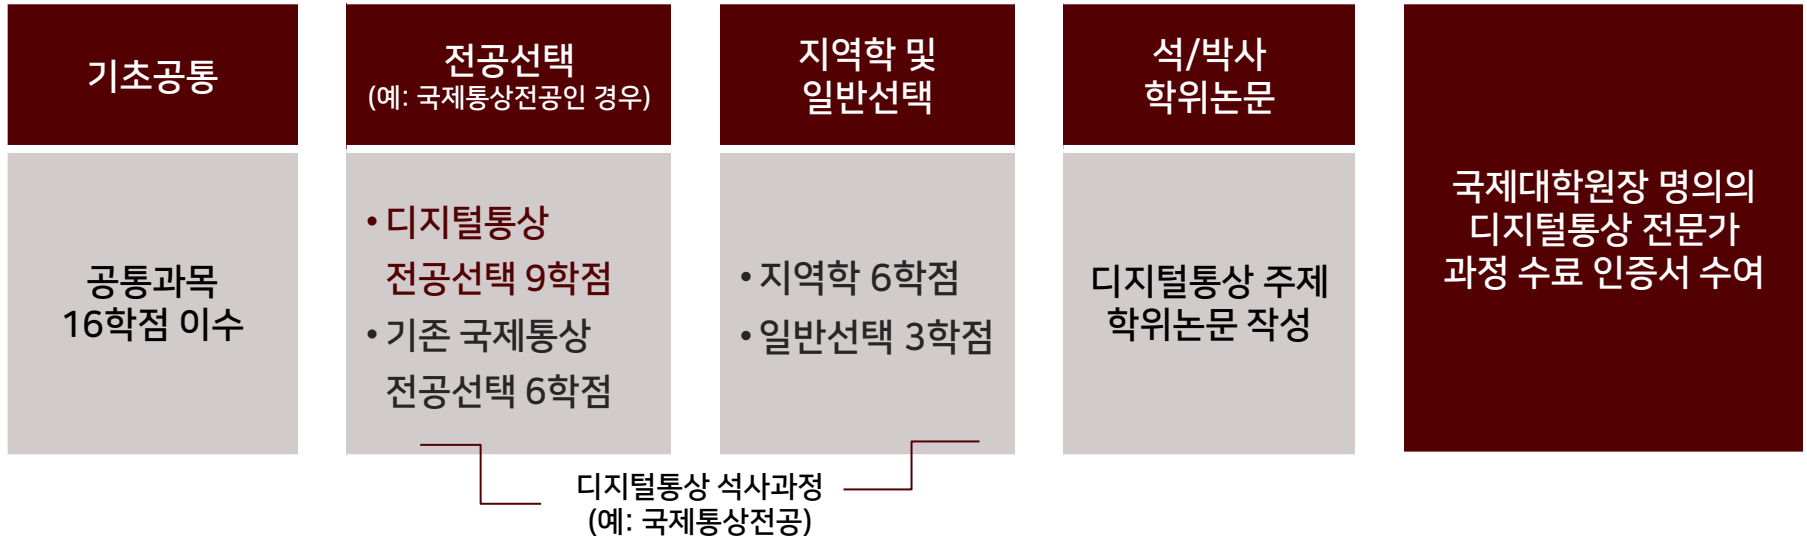 기초공통
공통과목
16학점 이수
전공선택
(예: 국제통상전공인 경우)
• 디지털통상
전공선택 9학점
• 기존 국제통상
전공선택 6학점
지역학 및
일반선택
• 지역학 6학점
• 일반선택 3학점
석/박사
학위논문
디지털통상 주제
학위논문 작성
국제대학원장 명의의
디지털통상 전문가
과정 수료 인증서 수여
디지털통상 석사과정
(예: 국제통상전공)